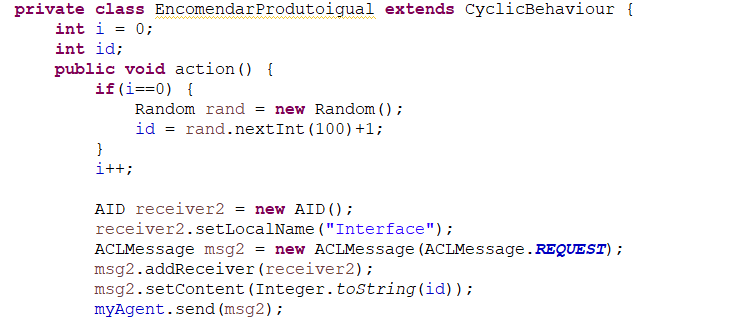 private class EncomendarProdutoigual extends CyclicBehaviour {
    int i = 0;
    int id;
    public void action() {
        if(i==0) {
            Random rand = new Random();
            id = rand.nextInt(100)+1;
        }
        i++;

        AID receiver2 = new AID();
        receiver2.setLocalName("Interface");
        ACLMessage msg2 = new ACLMessage(ACLMessage.REQUEST);
        msg2.addReceiver(receiver2);
        msg2.setContent(Integer.toString(id));
        myAgent.send(msg2);